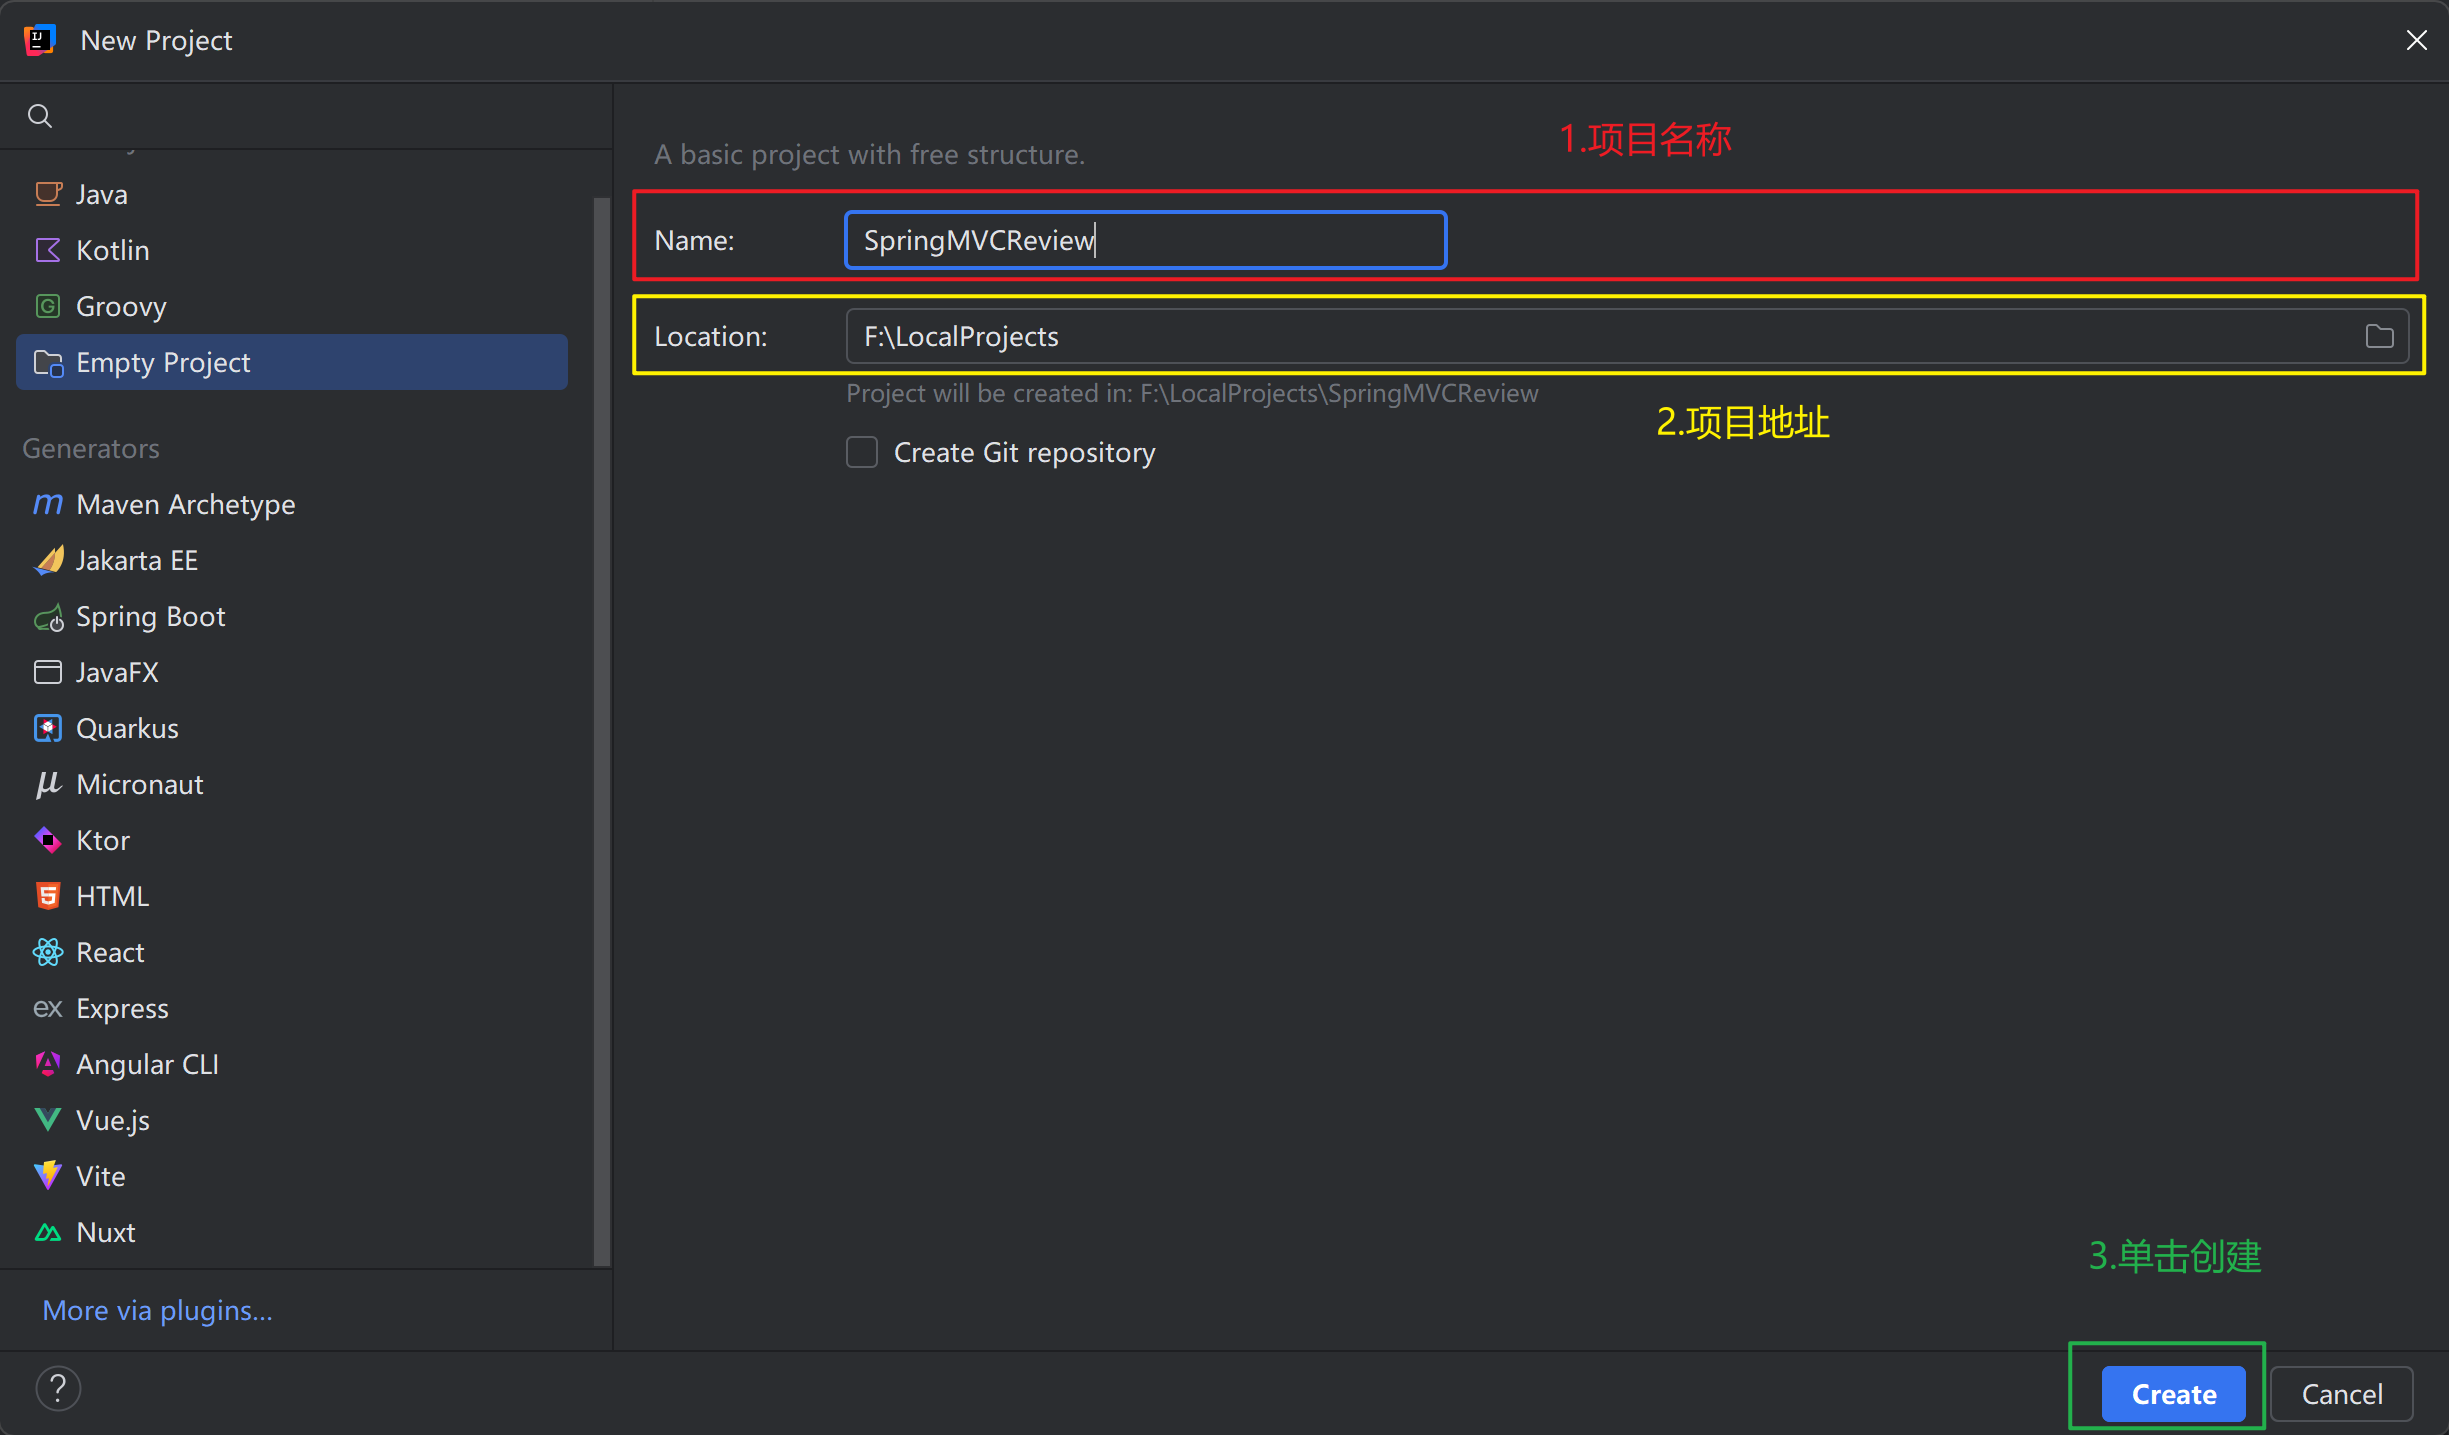 New Project
Java
Kotlin
Groovy
Empty Project
Generators
Maven Archetype
Jakarta EE
Spring Boot
JavaFX
Quarkus
Micronaut
Ktor
HTML
React
Express
Angular CLI
Vue.js
Vite
Nuxt
More via plugins...
A basic project with free structure.
1.项目名称
Name: SpringMVCReview
Location: F:\LocalProjects
Project will be created in: F:\LocalProjects\SpringMVCReview
2.项目地址
Create Git repository
3.单击创建
Create
Cancel